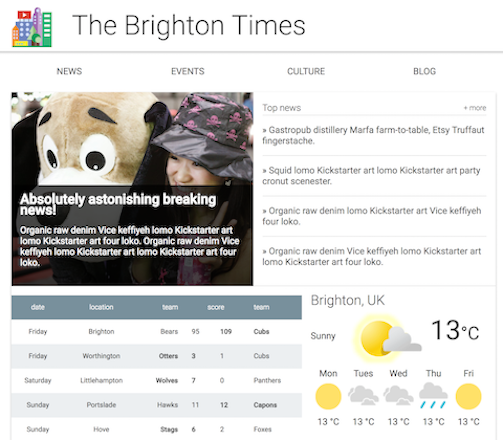 The Brighton Times
NEWS EVENTS CULTURE BLOG
Absolutely astonishing breaking
news!
Organic raw denim Vice keffiyeh lomo Kickstarter art
lomo Kickstarter art four loko. Organic raw denim Vice
keffiyeh lomo Kickstarter art lomo Kickstarter art four
loko.
Top news + more
» Gastropub distillery Marfa farm-to-table, Etsy Truffaut
fingerstache.
» Squid lomo Kickstarter art lomo Kickstarter art party
cronut scenester.
» Organic raw denim lomo Kickstarter art Vice keffiyeh
four loko.
» Organic raw denim Vice keffiyeh lomo Kickstarter
art four loko.
date location team score team
Friday Brighton Bears 95 109 Cubs
Friday Worthington Otters 3 1 Cubs
Saturday Littlehampton Wolves 7 0 Panthers
Sunday Portslade Hawks 11 12 Capons
Sunday Hove Stags 6 2 Foxes
Brighton, UK
Sunny 13°C
Mon Tues Wed Thu Fri
13 °C 13 °C 13 °C 13 °C 13 °C